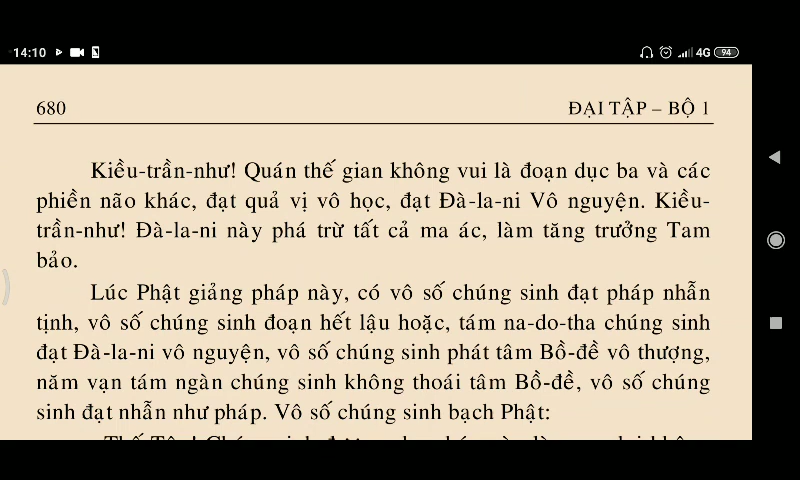 14:10
4G 94
680 ĐẠI TẬP – BỘ 1
Kiều-trần-như! Quán thế gian không vui là đoạn dục ba và các
phiền não khác, đạt quả vị vô học, đạt Đà-la-ni Vô nguyện. Kiều-
trần-như! Đà-la-ni này phá trừ tất cả ma ác, làm tăng trưởng Tam
bảo.
Lúc Phật giảng pháp này, có vô số chúng sinh đạt pháp nhẫn
tịnh, vô số chúng sinh đoạn hết lậu hoặc, tám na-do-tha chúng sinh
đạt Đà-la-ni vô nguyện, vô số chúng sinh phát tâm Bồ-đề vô thượng,
năm vạn tám ngàn chúng sinh không thoái tâm Bồ-đề, vô số chúng
sinh đạt nhẫn như pháp. Vô số chúng sinh bạch Phật: